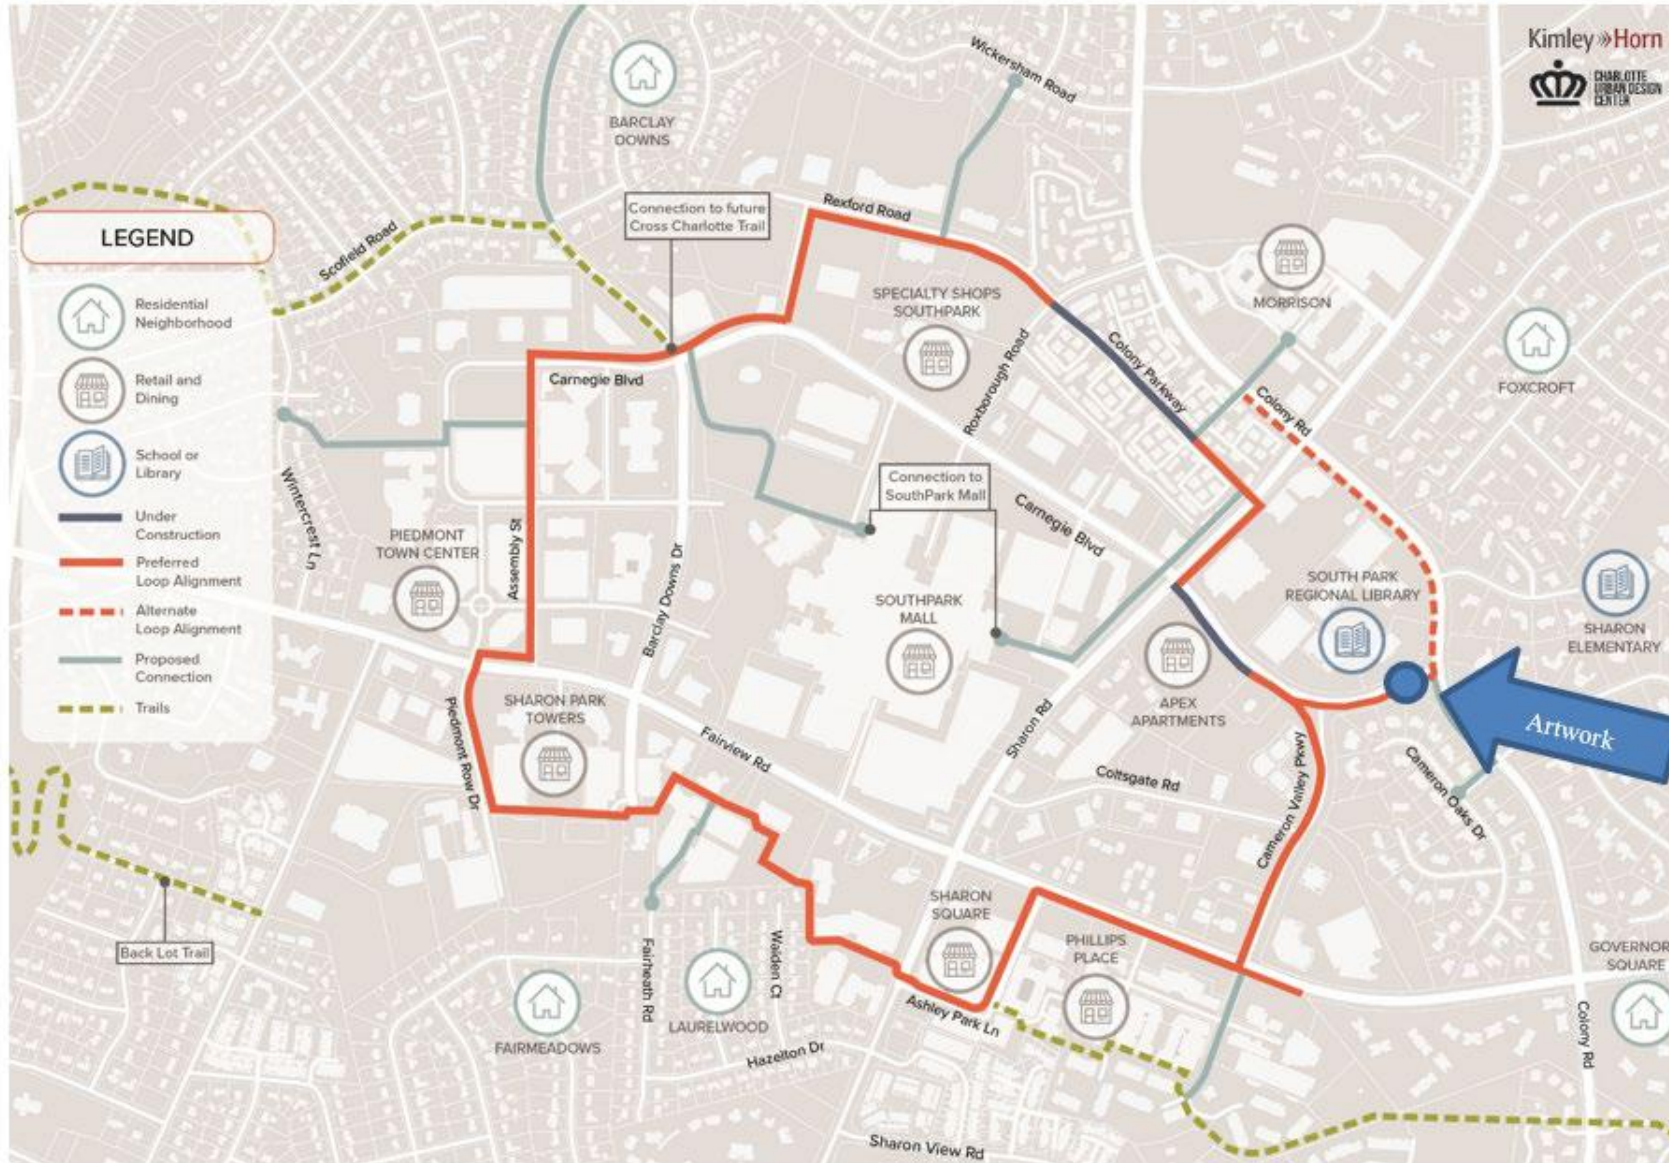 Kimley»Horn
CHARLOTTE
URBAN DESIGN
CENTER
Wickersham Road
BARCLAY
DOWNS
Connection to future
Cross Charlotte Trail
Rexford Road
LEGEND
Scofield Road
Residential
Neighborhood
Retail and
Dining
School or
Library
Under
Construction
Preferred
Loop Alignment
Alternate
Loop Alignment
Proposed
Connection
Trails
SPECIALTY SHOPS
SOUTHPARK
MORRISON
FOXCROFT
Carnegie Blvd
Roxborough Road
Colony Parkway
Colony Rd
Wintercrest Ln
Connection to
SouthPark Mall
Carnegie Blvd
PIEDMONT
TOWN CENTER
Assembly St
Barclay Downs Dr
SOUTHPARK
MALL
SOUTH PARK
REGIONAL LIBRARY
SHARON
ELEMENTARY
APEX
APARTMENTS
SHARON PARK
TOWERS
Piedmont Row Dr
Fairview Rd
Sharon Rd
Coltsgate Rd
Cameron Valley Pkwy
Cameron Oaks Dr
Artwork
Back Lot Trail
SHARON
SQUARE
PHILLIPS
PLACE
GOVERNOR
SQUARE
Fairheath Rd
Walden Ct
LAURELWOOD
FAIRMEADOWS
Ashley Park Ln
Hazelton Dr
Colony Rd
Sharon View Rd